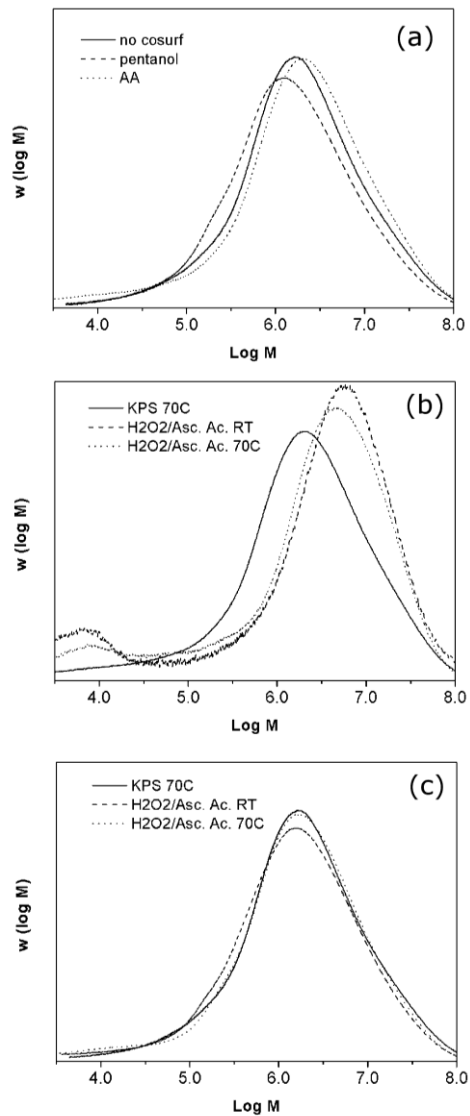 (a)
no cosurf
pentanol
AA
w (log M)
4.0 5.0 6.0 7.0 8.0
Log M
(b)
KPS 70C
H2O2/Asc. Ac. RT
H2O2/Asc. Ac. 70C
w (log M)
4.0 5.0 6.0 7.0 8.0
Log M
(c)
KPS 70C
H2O2/Asc. Ac. RT
H2O2/Asc. Ac. 70C
w (log M)
4.0 5.0 6.0 7.0 8.0
Log M